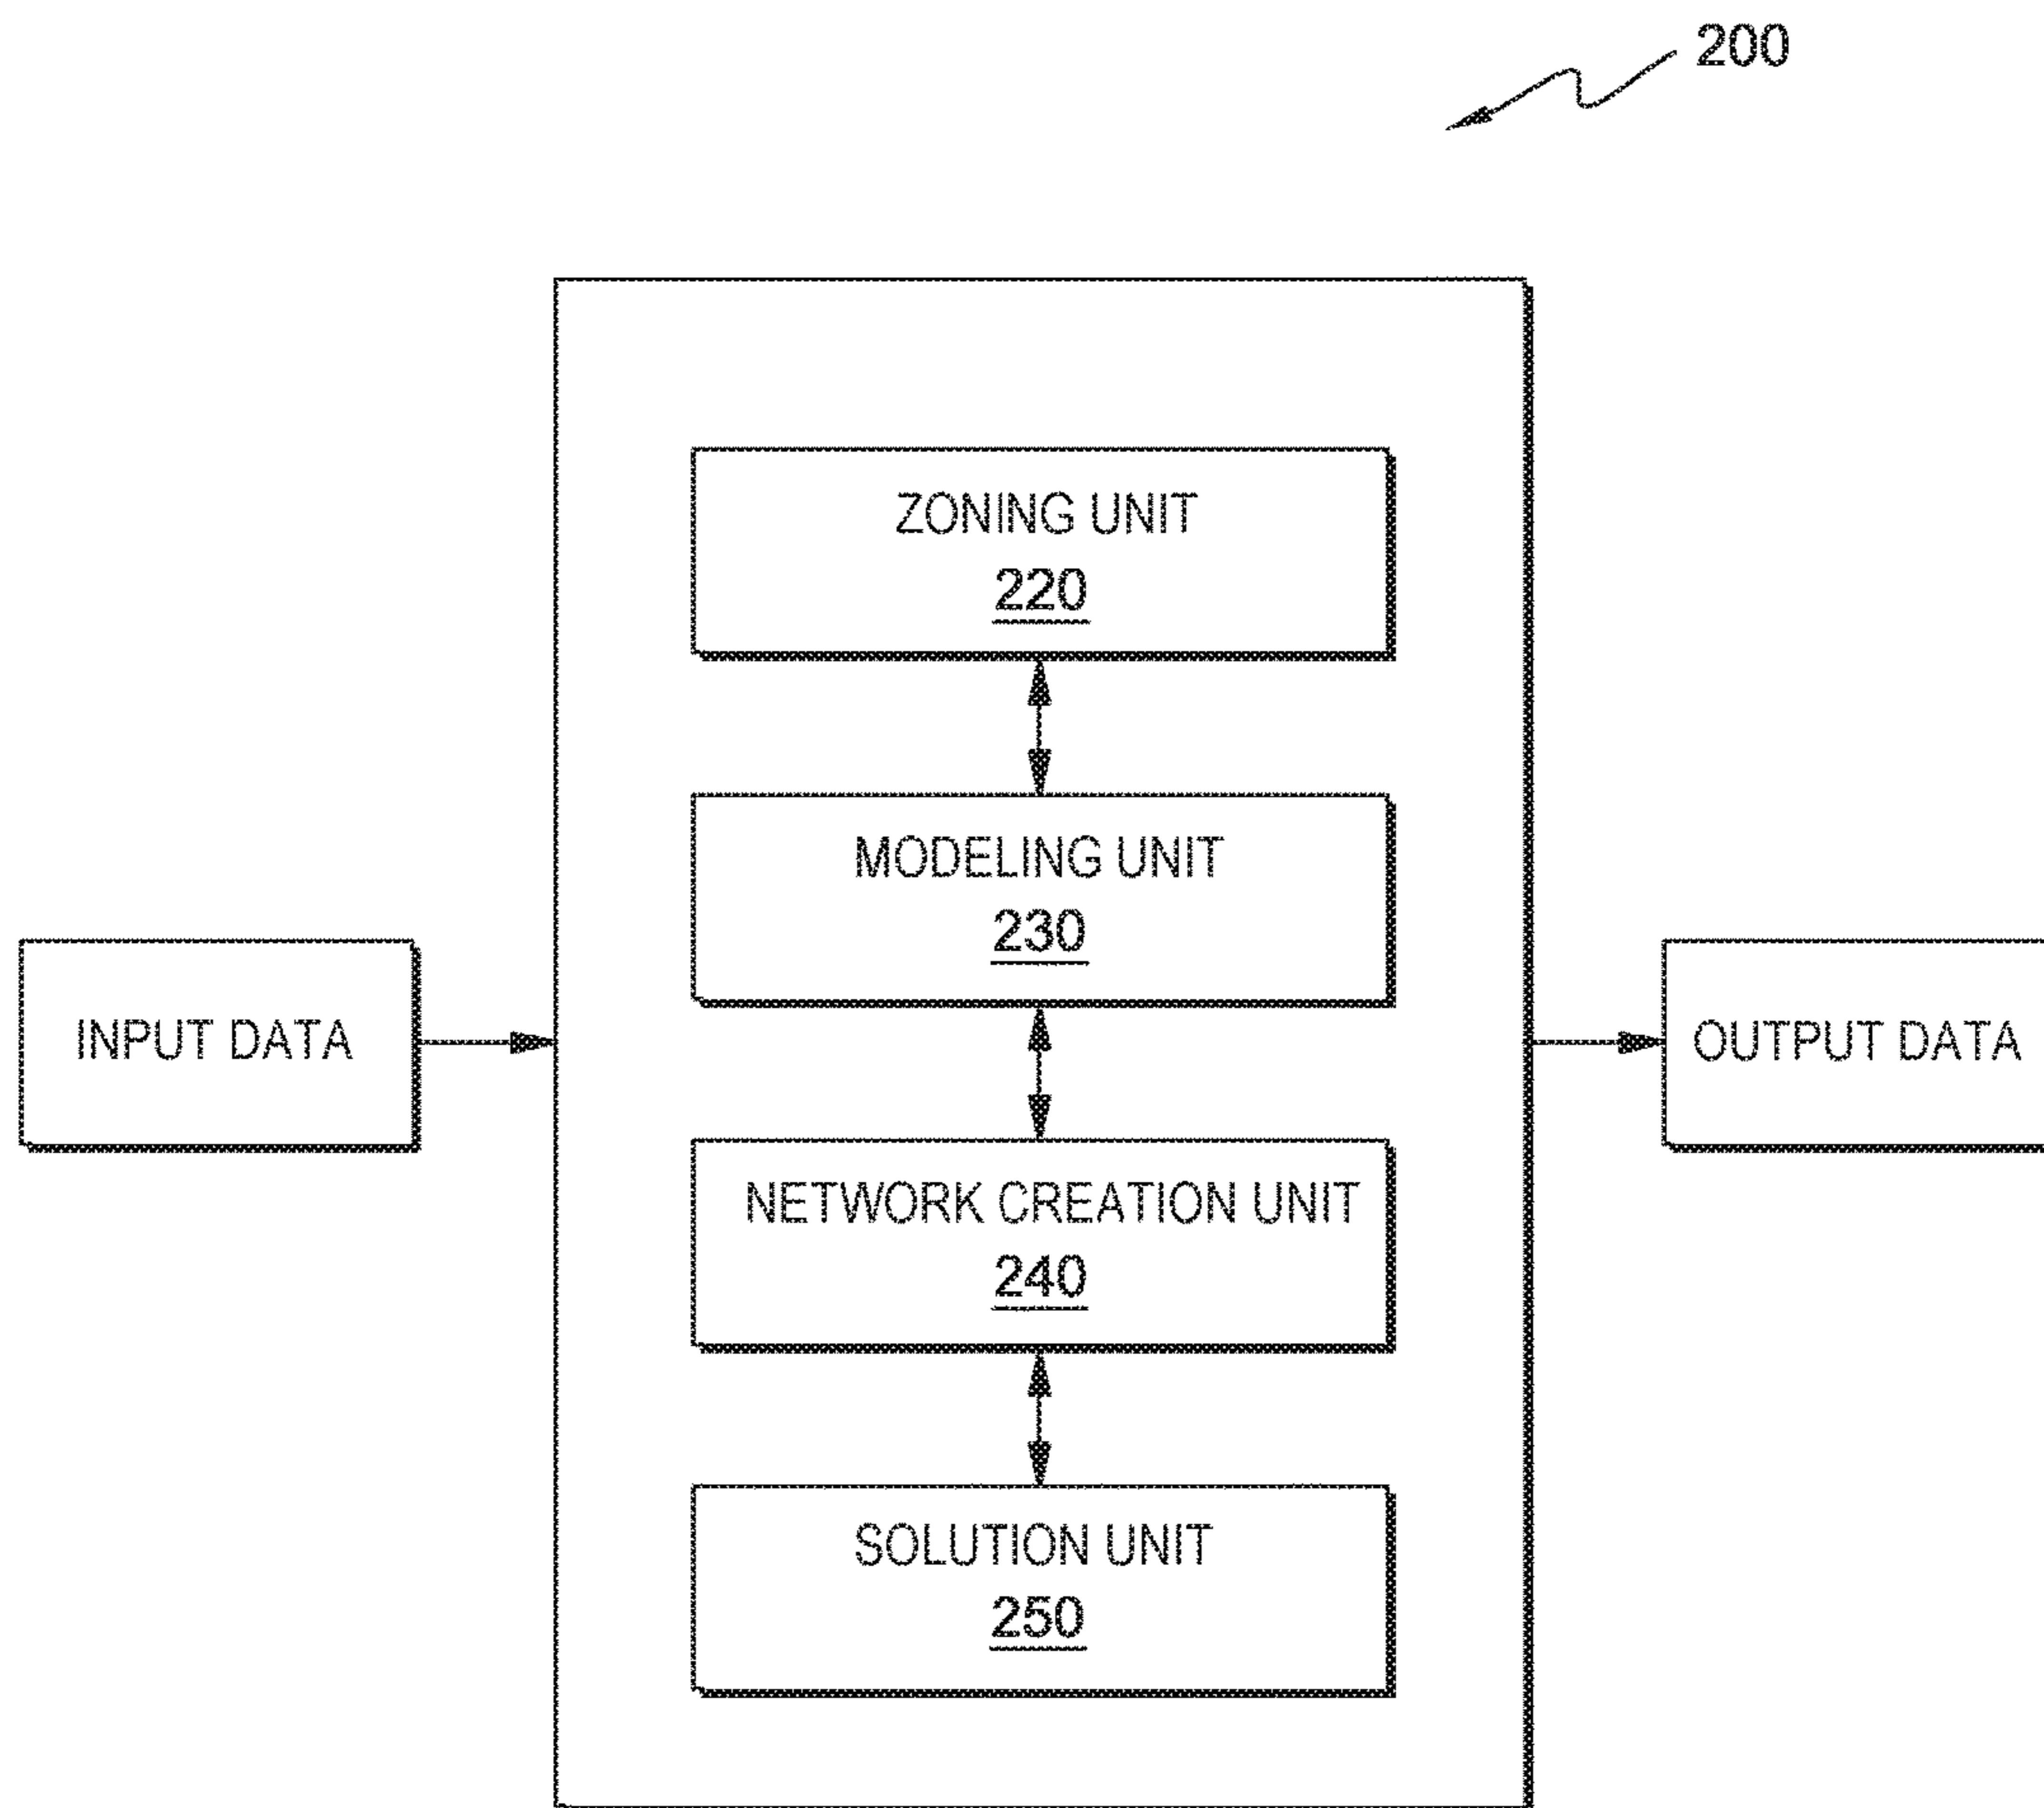 200
ZONING UNIT
220
MODELING UNIT
230
INPUT DATA
OUTPUT DATA
NETWORK CREATION UNIT
240
SOLUTION UNIT
250